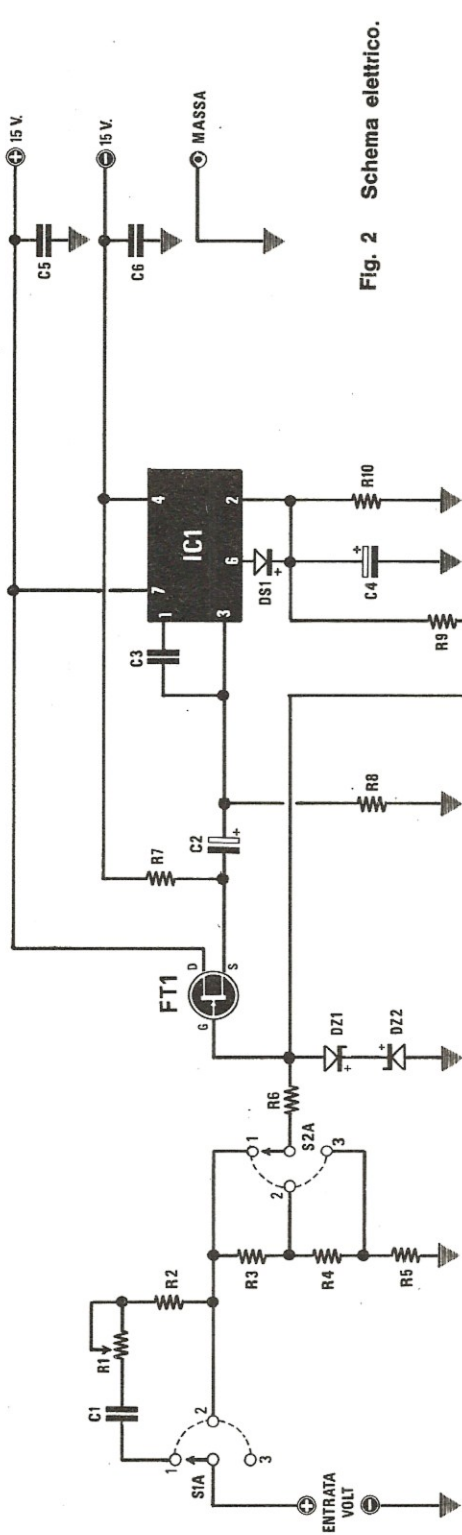 ENTRATA
VOLT
S1A
1
2
3
C1
R1
R2
R3
R4
R5
1
2
3
S2A
R6
DZ1
DZ2
G
D
S
FT1
R7
C2
+
R8
C3
1
7
4
3
6
2
IC1
DS1
+
R9
C4
+
R10
+ 15 V.
C5
- 15 V.
C6
MASSA
Fig. 2 Schema elettrico.